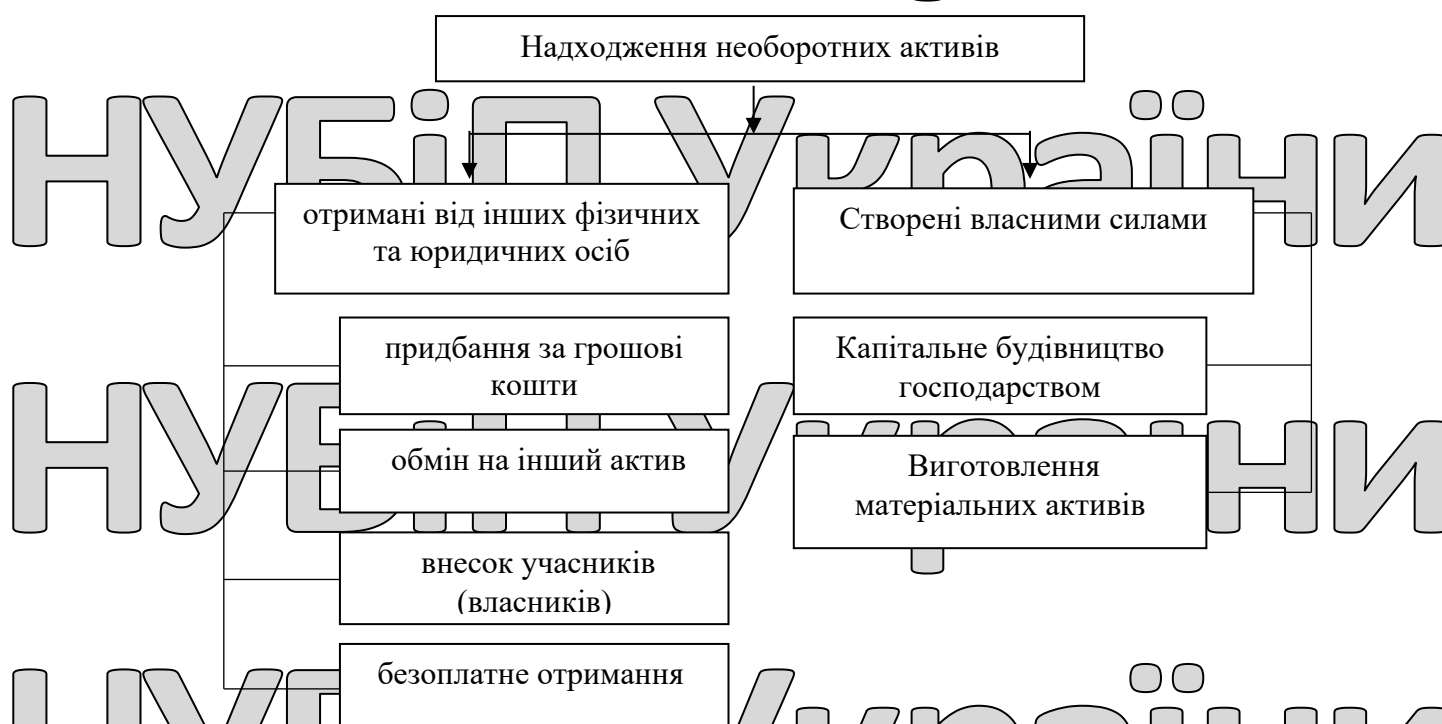 Надходження необоротних активів
НУБіП України
отримані від інших фізичних
та юридичних осіб
Створені власними силами
придбання за грошові
кошти
Капітальне будівництво
господарством
НУБіП України
обмін на інший актив
Виготовлення
матеріальних активів
внесок учасників
(власників)
безоплатне отримання
НУБіП України